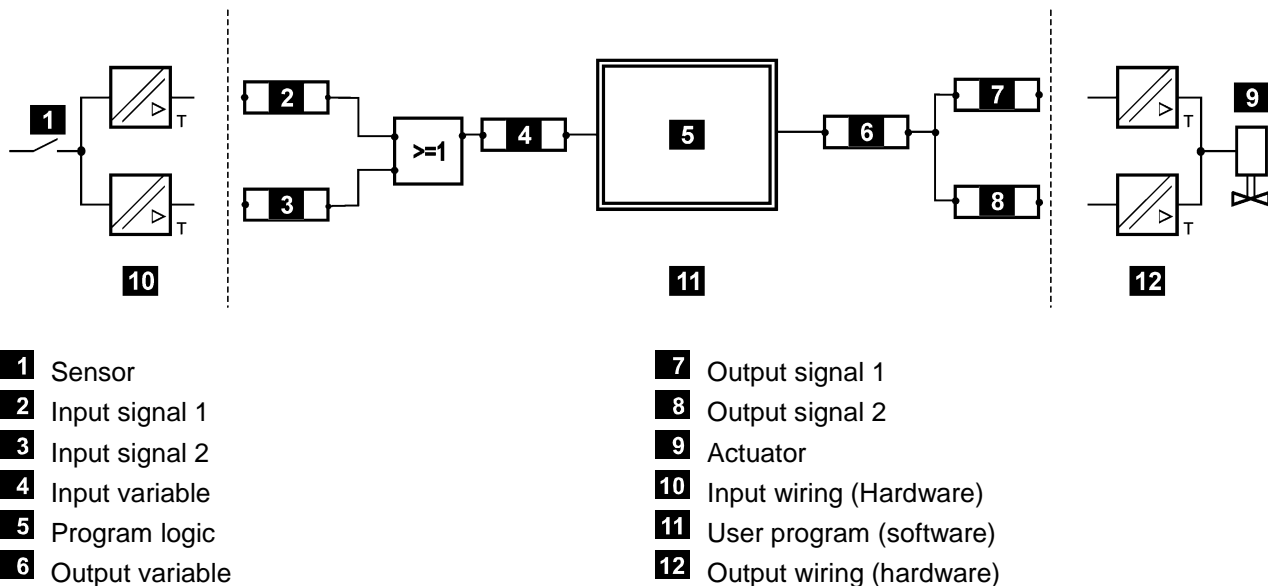 1
T
2
7
T
9
>=1
4
5
6
T
3
8
T
10
11
12
1 Sensor
2 Input signal 1
3 Input signal 2
4 Input variable
5 Program logic
6 Output variable
7 Output signal 1
8 Output signal 2
9 Actuator
10 Input wiring (Hardware)
11 User program (software)
12 Output wiring (hardware)